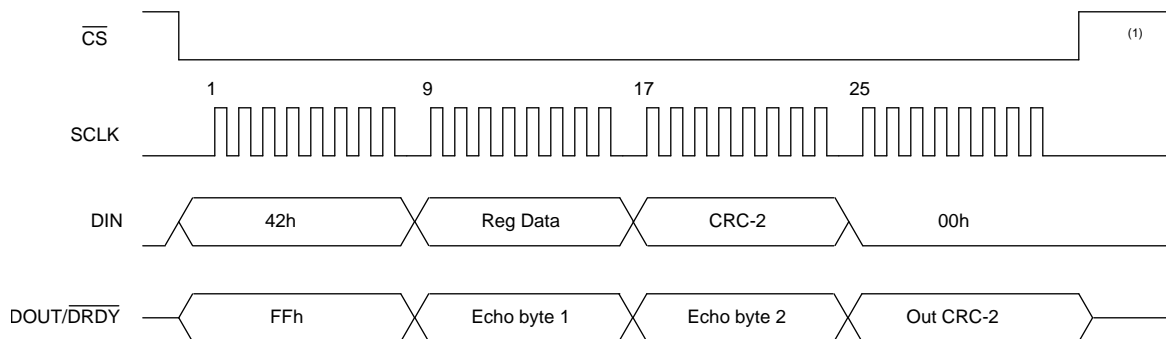 CS
(1)
1 9 17 25
SCLK
DIN 42h Reg Data CRC-2 00h
DOUT/DRDY FFh Echo byte 1 Echo byte 2 Out CRC-2